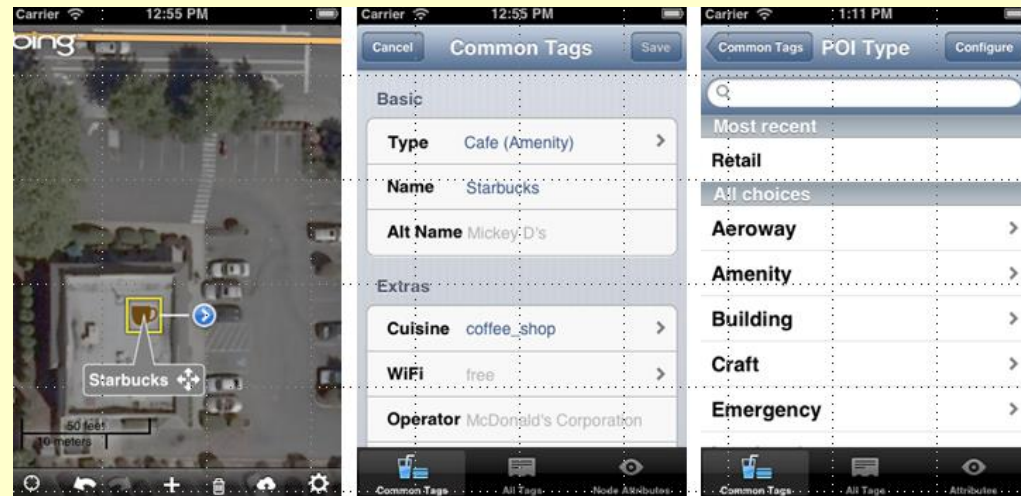 Carrier 12:55 PM
bing
Starbucks
50 feet
10 meters
Carrier 12:55 PM
Cancel Common Tags Save
Basic
Type Cafe (Amenity)
Name Starbucks
Alt Name Mickey D's
Extras
Cuisine coffee_shop
WiFi free
Operator McDonald's Corporation
Common Tags All Tags Node Attributes
Carrier 1:11 PM
Common Tags POI Type Configure
Most recent
Retail
All choices
Aeroway
Amenity
Building
Craft
Emergency
Common Tags All Tags Attributes